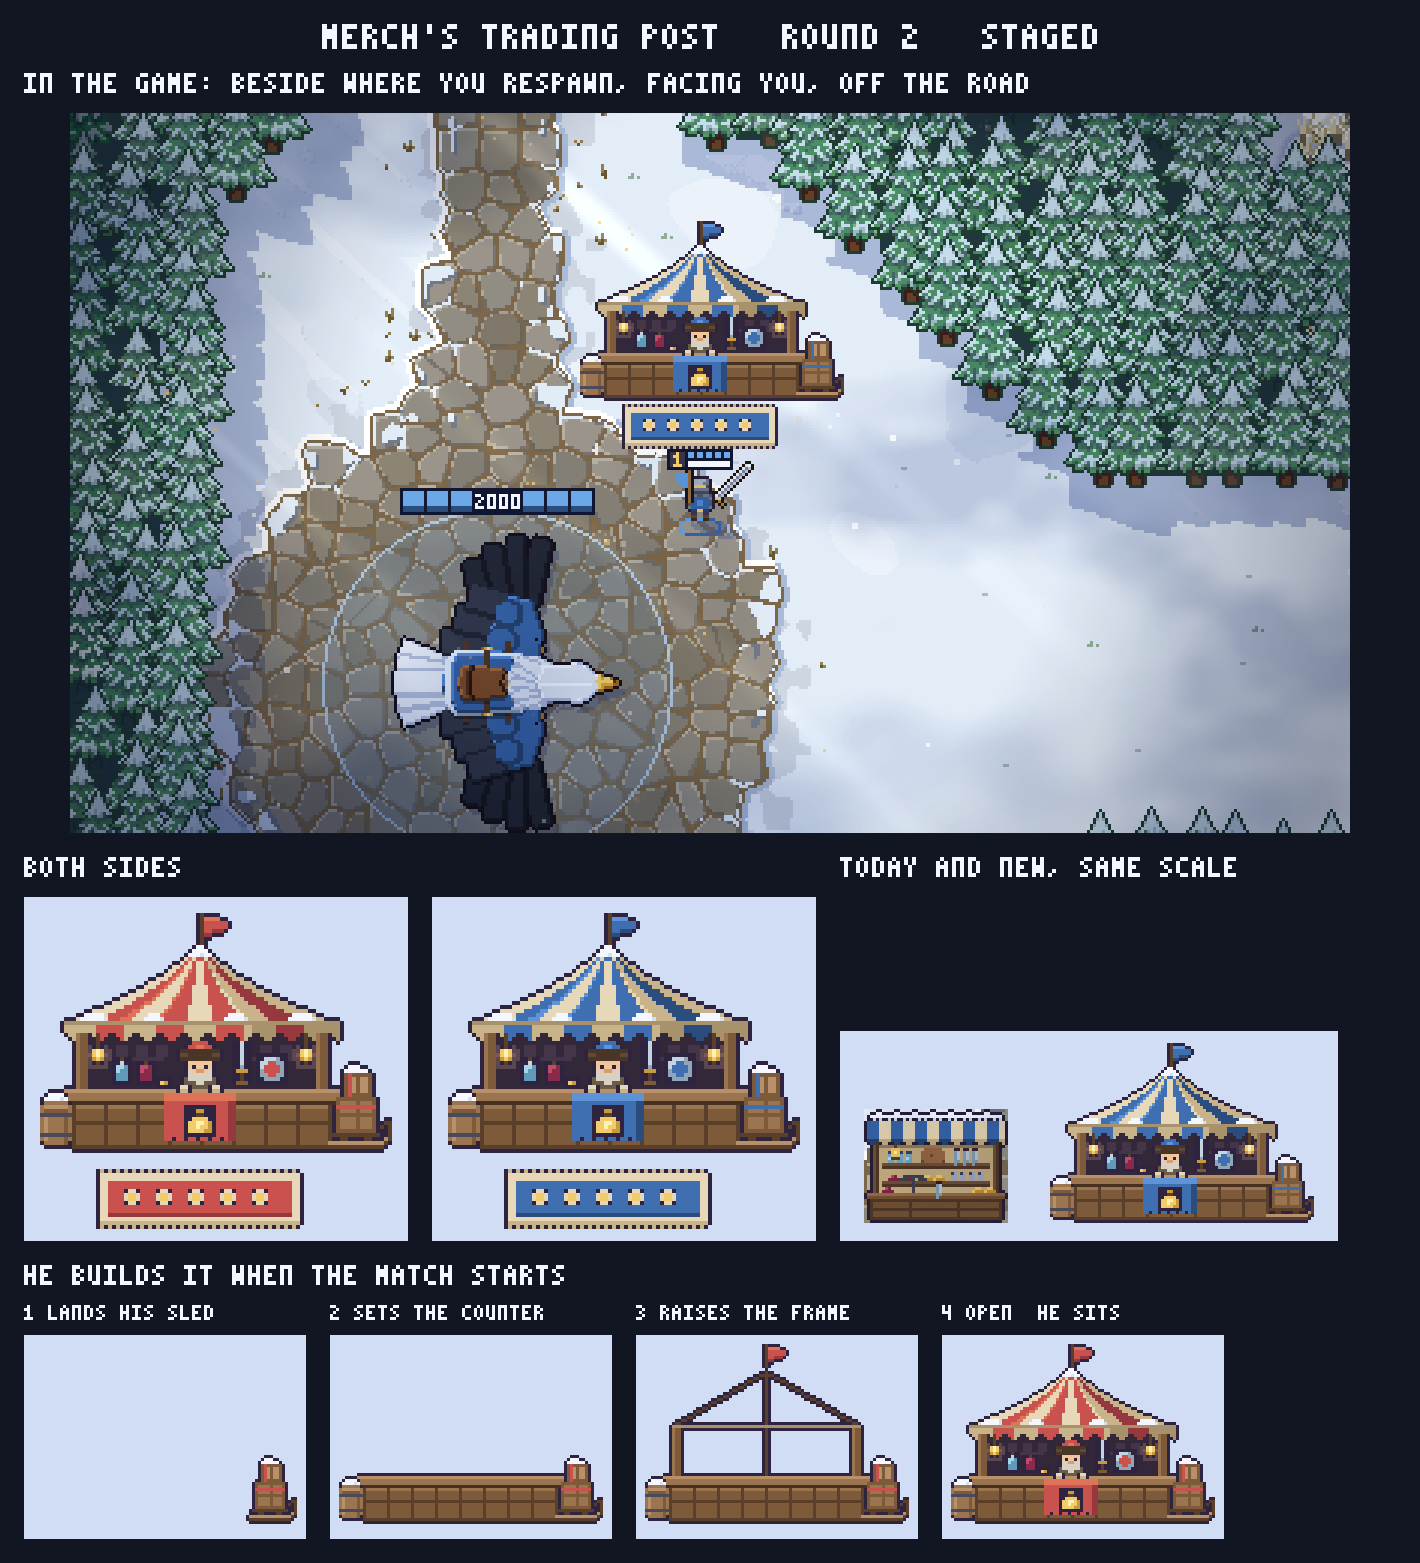 MERCH'S TRADING POST ROUND 2 STAGED
IN THE GAME: BESIDE WHERE YOU RESPAWN, FACING YOU, OFF THE ROAD
1
2000
BOTH SIDES
TODAY AND NEW, SAME SCALE
HE BUILDS IT WHEN THE MATCH STARTS
1 LANDS HIS SLED
2 SETS THE COUNTER
3 RAISES THE FRAME
4 OPEN HE SITS